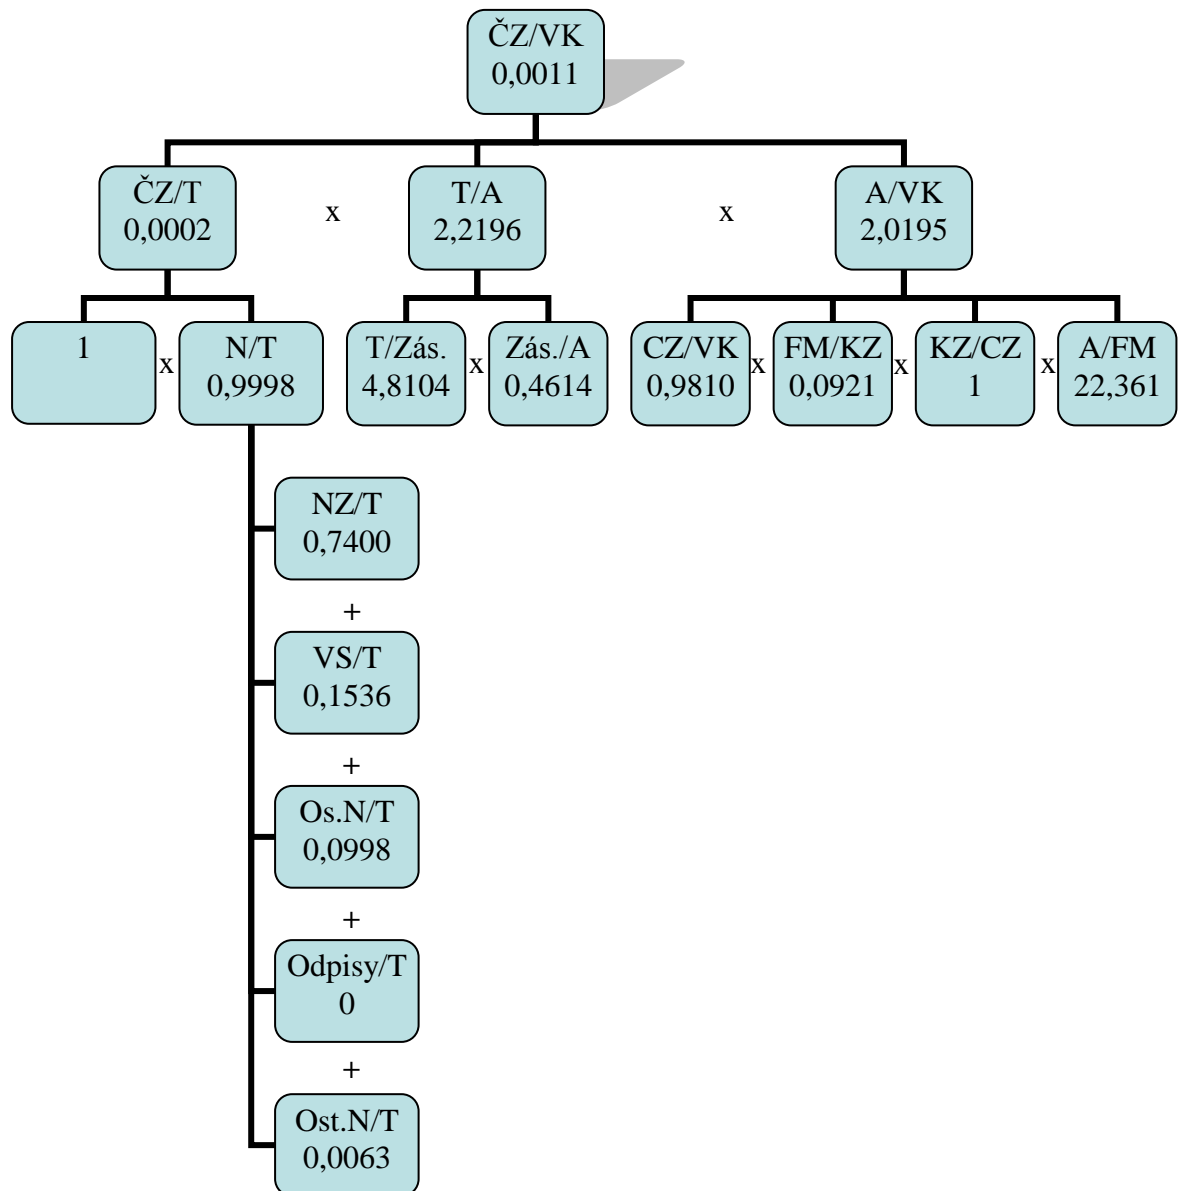 ČZ/VK
0,0011
ČZ/T
0,0002
x
T/A
2,2196
x
A/VK
2,0195
1
x
N/T
0,9998
T/Zás.
4,8104
x
Zás./A
0,4614
CZ/VK
0,9810
x
FM/KZ
0,0921
x
KZ/CZ
1
x
A/FM
22,361
NZ/T
0,7400
+
VS/T
0,1536
+
Os.N/T
0,0998
+
Odpisy/T
0
+
Ost.N/T
0,0063